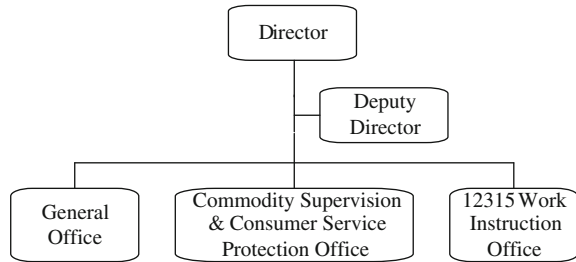 Director
Deputy
Director
General
Office
Commodity Supervision
& Consumer Service
Protection Office
12315 Work
Instruction
Office